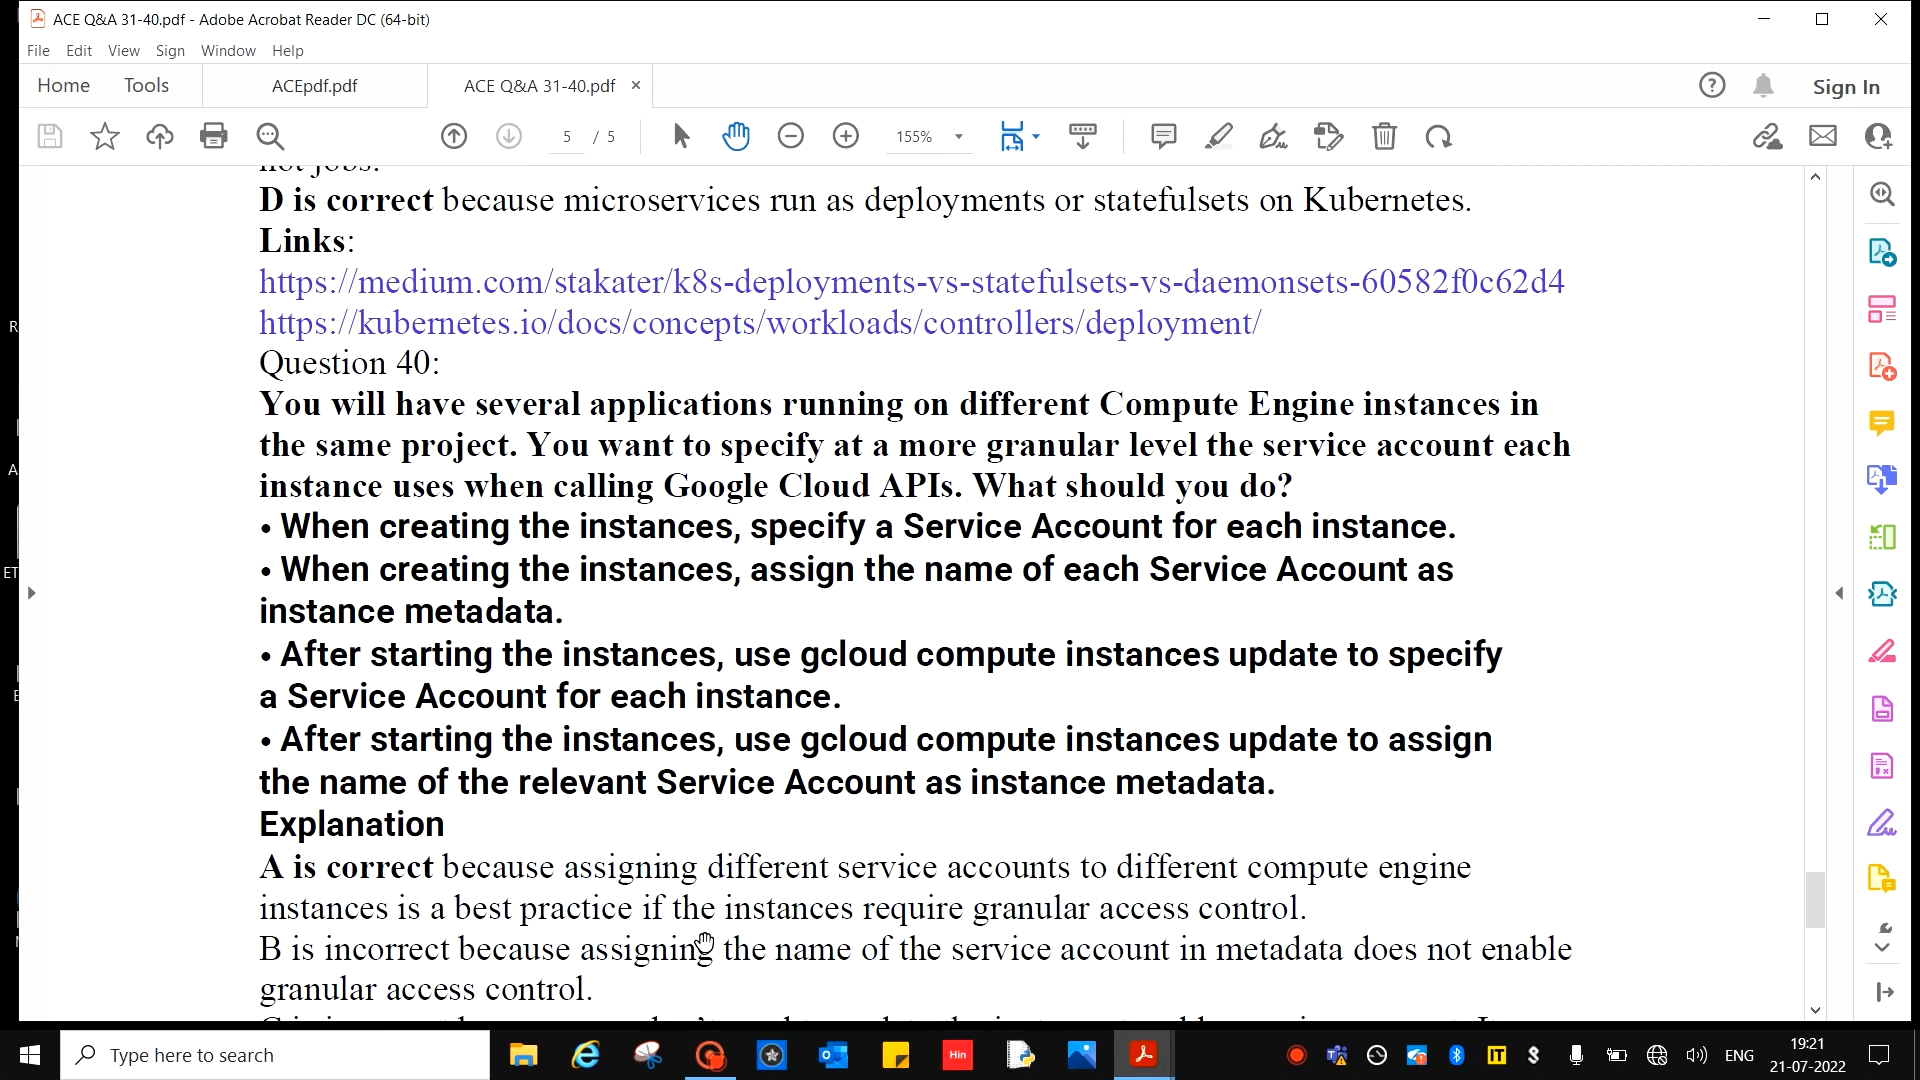 ACE Q&A 31-40.pdf - Adobe Acrobat Reader DC (64-bit)
File Edit View Sign Window Help
Home Tools ACEpdf.pdf ACE Q&A 31-40.pdf × Sign In
5 / 5 155%
not jobs.
D is correct because microservices run as deployments or statefulsets on Kubernetes.
Links:
https://medium.com/stakater/k8s-deployments-vs-statefulsets-vs-daemonsets-60582f0c62d4
https://kubernetes.io/docs/concepts/workloads/controllers/deployment/
Question 40:
You will have several applications running on different Compute Engine instances in
the same project. You want to specify at a more granular level the service account each
instance uses when calling Google Cloud APIs. What should you do?
• When creating the instances, specify a Service Account for each instance.
• When creating the instances, assign the name of each Service Account as
instance metadata.
• After starting the instances, use gcloud compute instances update to specify
a Service Account for each instance.
• After starting the instances, use gcloud compute instances update to assign
the name of the relevant Service Account as instance metadata.
Explanation
A is correct because assigning different service accounts to different compute engine
instances is a best practice if the instances require granular access control.
B is incorrect because assigning the name of the service account in metadata does not enable
granular access control.
Type here to search
Hin
IT
ENG
19:21
21-07-2022